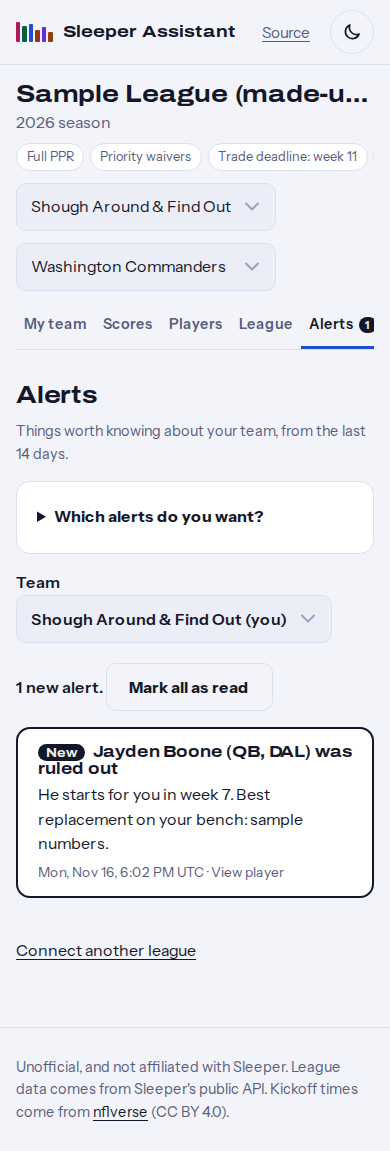 Sleeper Assistant
Source
Sample League (made-u...
2026 season
Full PPR
Priority waivers
Trade deadline: week 11
Shough Around & Find Out
Washington Commanders
My team
Scores
Players
League
Alerts 1
Alerts
Things worth knowing about your team, from the last
14 days.
Which alerts do you want?
Team
Shough Around & Find Out (you)
1 new alert.
Mark all as read
New Jayden Boone (QB, DAL) was
ruled out
He starts for you in week 7. Best
replacement on your bench: sample
numbers.
Mon, Nov 16, 6:02 PM UTC · View player
Connect another league
Unofficial, and not affiliated with Sleeper. League
data comes from Sleeper's public API. Kickoff times
come from nflverse (CC BY 4.0).